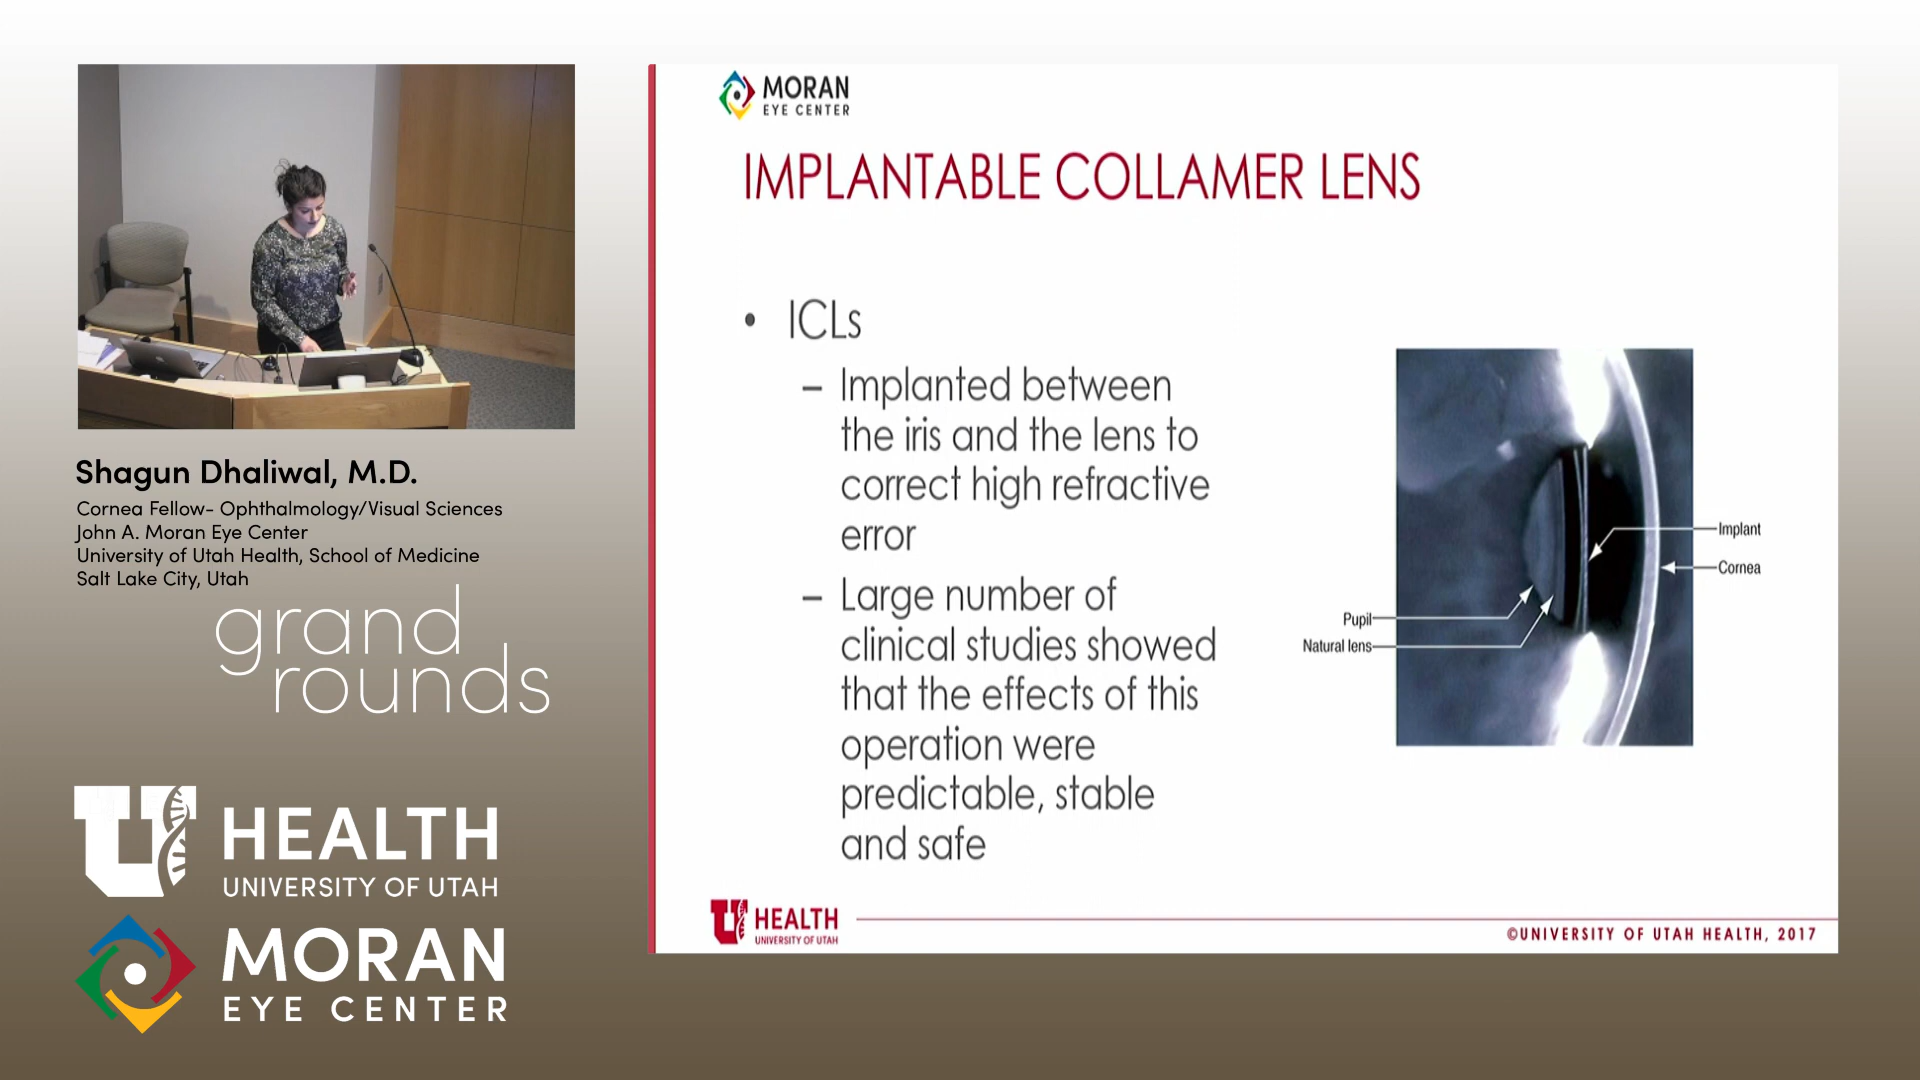 Shagun Dhaliwal, M.D.
Cornea Fellow- Ophthalmology/Visual Sciences
John A. Moran Eye Center
University of Utah Health, School of Medicine
Salt Lake City, Utah
grand
rounds
U HEALTH
UNIVERSITY OF UTAH
MORAN
EYE CENTER
MORAN
EYE CENTER
IMPLANTABLE COLLAMER LENS
• ICLs
– Implanted between
the iris and the lens to
correct high refractive
error
– Large number of
clinical studies showed
that the effects of this
operation were
predictable, stable
and safe
Implant
Cornea
Pupil
Natural lens
U HEALTH
UNIVERSITY OF UTAH
©UNIVERSITY OF UTAH HEALTH, 2017